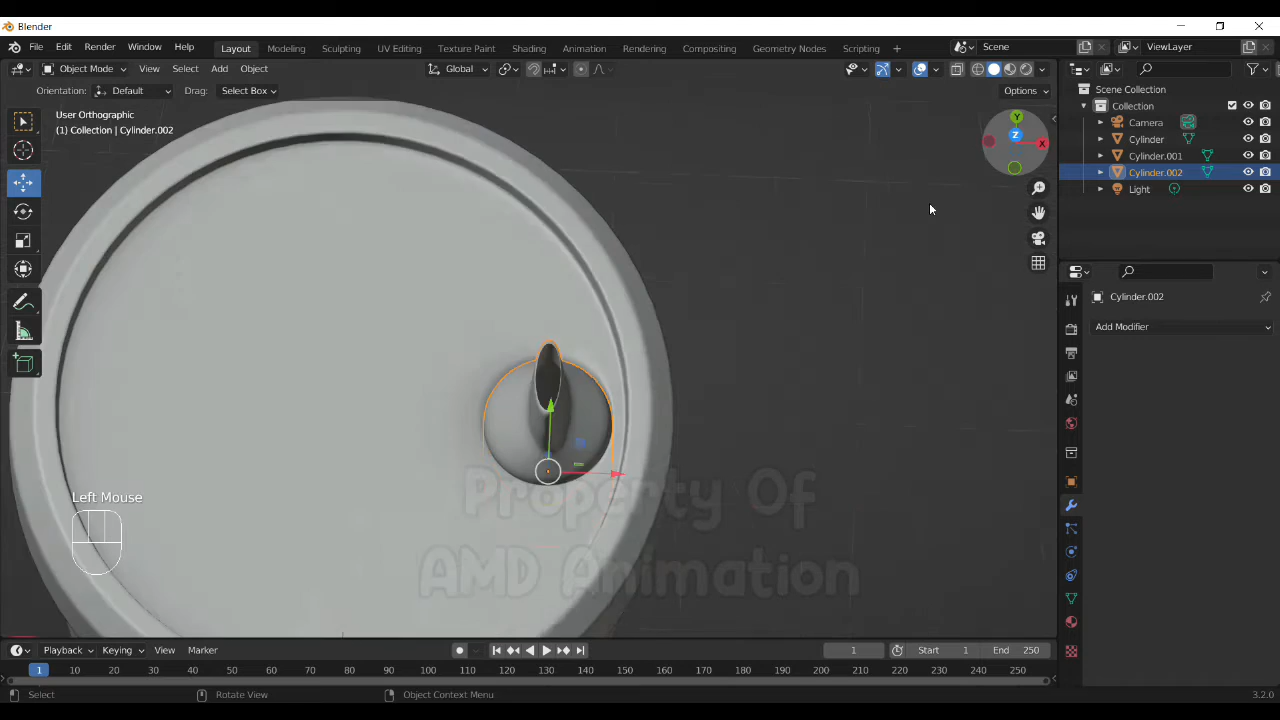 Blender
File Edit Render Window Help
Layout Modeling Sculpting UV Editing Texture Paint Shading Animation Rendering Compositing Geometry Nodes Scripting +
Scene
ViewLayer
Object Mode View Select Add Object
Global
Orientation: Default Drag: Select Box
Options
User Orthographic
(1) Collection | Cylinder.002
Y
Z
X
Scene Collection
Collection
Camera
Cylinder
Cylinder.001
Cylinder.002
Light
Cylinder.002
Add Modifier
Left Mouse
Property Of
AMD Animation
Playback Keying View Marker
1
Start 1 End 250
1 10 20 30 40 50 60 70 80 90 100 110 120 130 140 150 160 170 180 190 200 210 220 230 240 250
Select Rotate View Object Context Menu 3.2.0